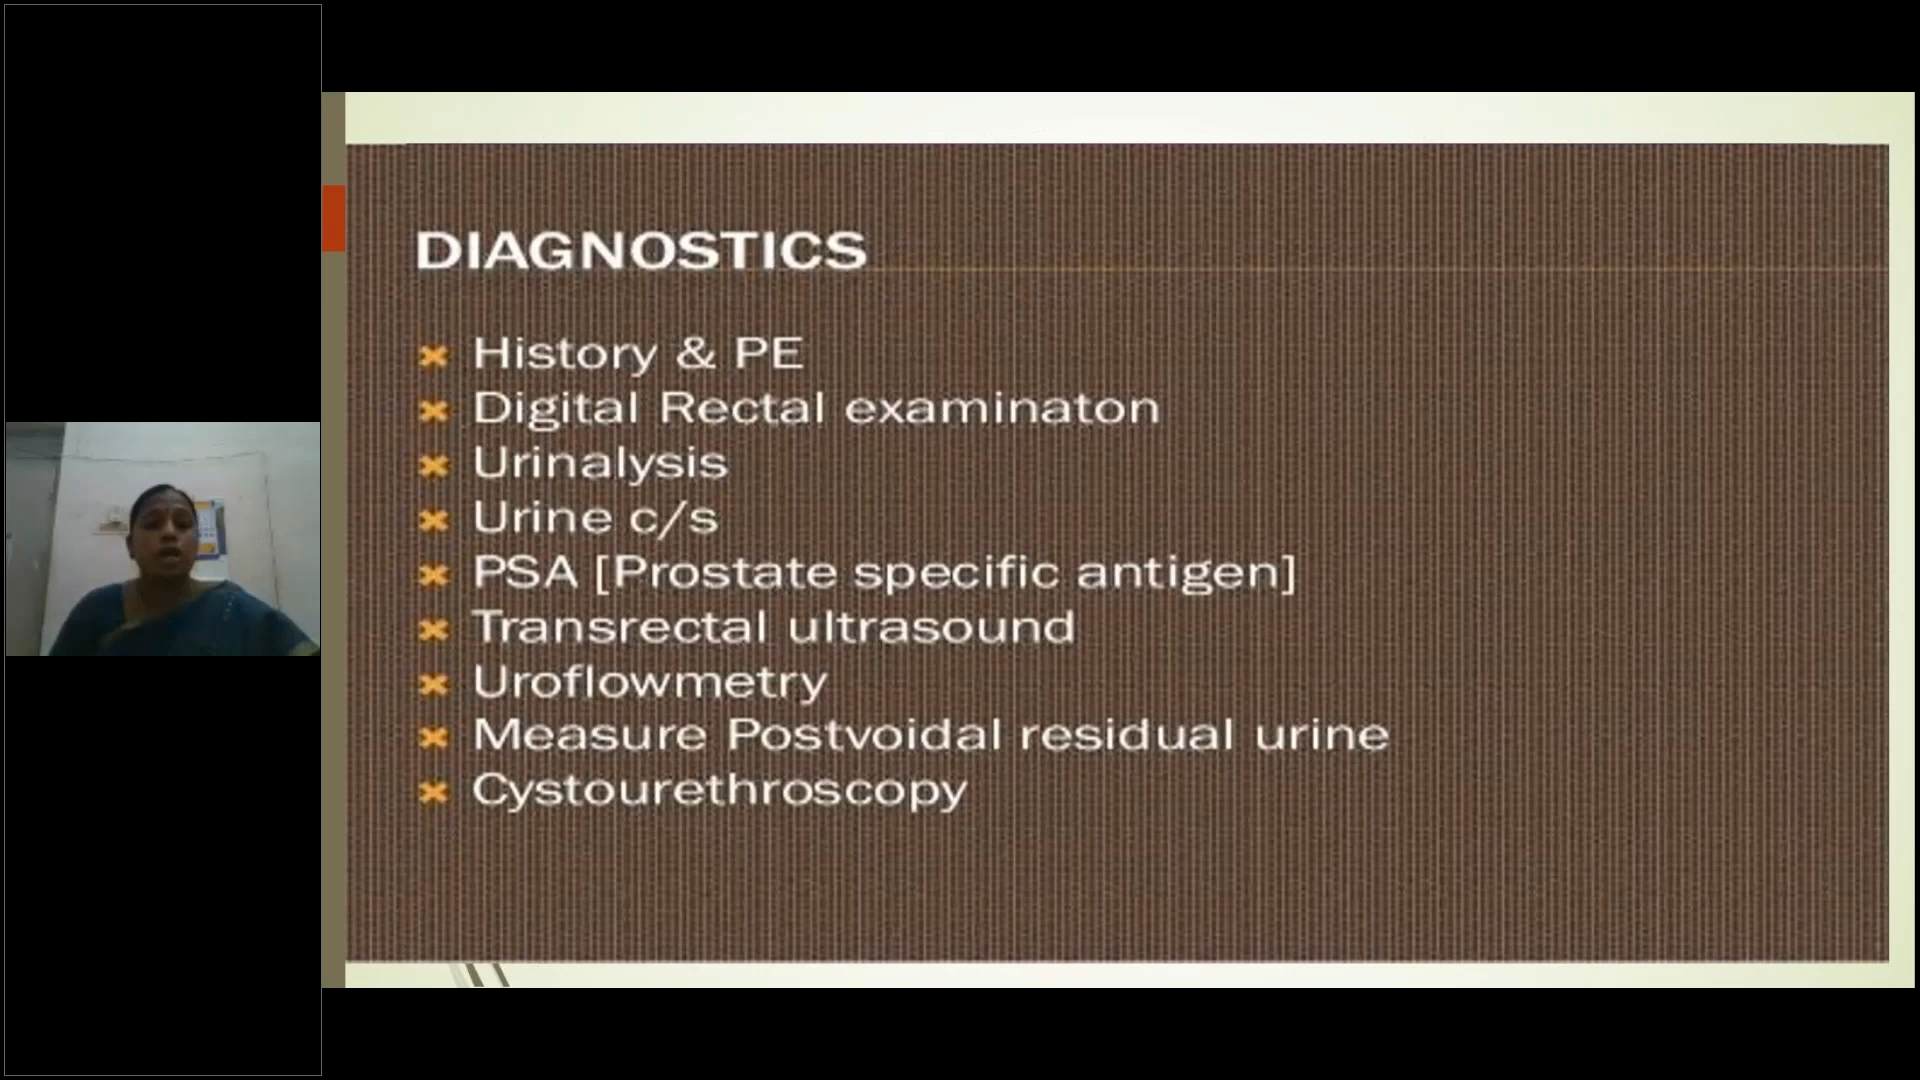 DIAGNOSTICS
History & PE
Digital Rectal examinaton
Urinalysis
Urine c/s
PSA [Prostate specific antigen]
Transrectal ultrasound
Uroflowmetry
Measure Postvoidal residual urine
Cystourethroscopy